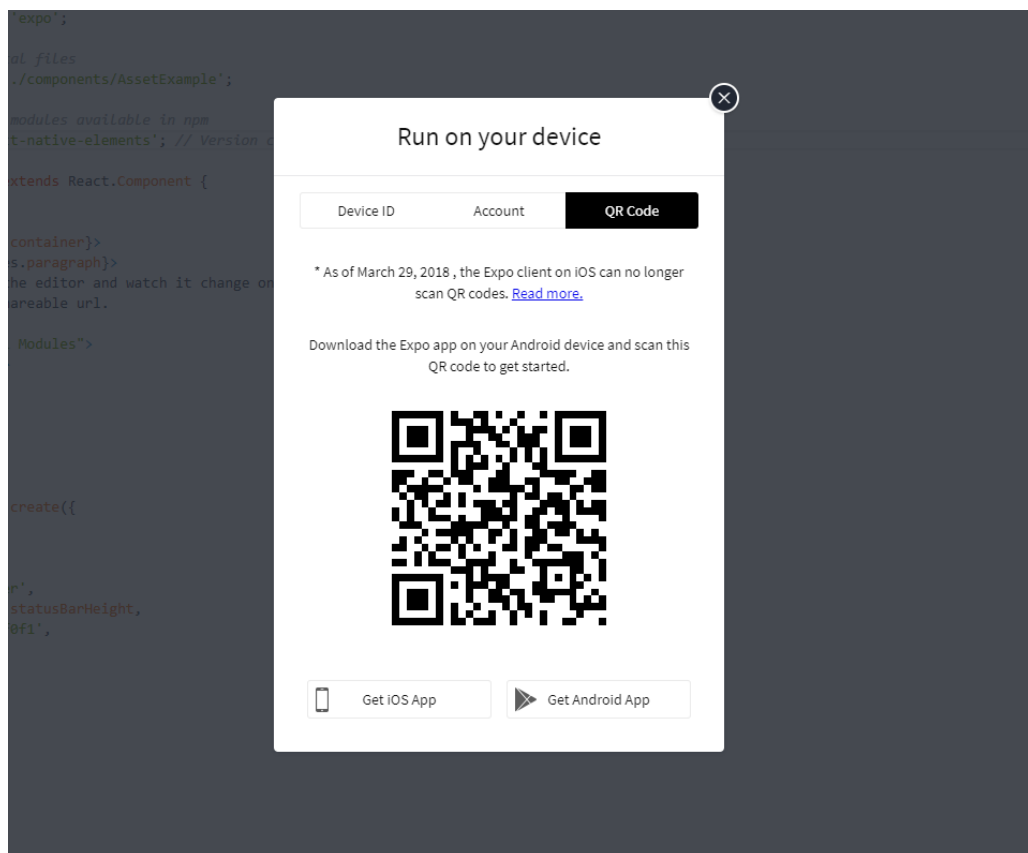 'expo';
al files
./components/AssetExample';
modules available in npm
t-native-elements'; // Version c
extends React.Component {
container}>
s.paragraph}>
the editor and watch it change on
areable url.
Modules">
create({
er',
statusBarHeight,
0f1',
Run on your device
Device ID Account QR Code
* As of March 29, 2018 , the Expo client on iOS can no longer
scan QR codes. Read more.
Download the Expo app on your Android device and scan this
QR code to get started.
Get iOS App Get Android App